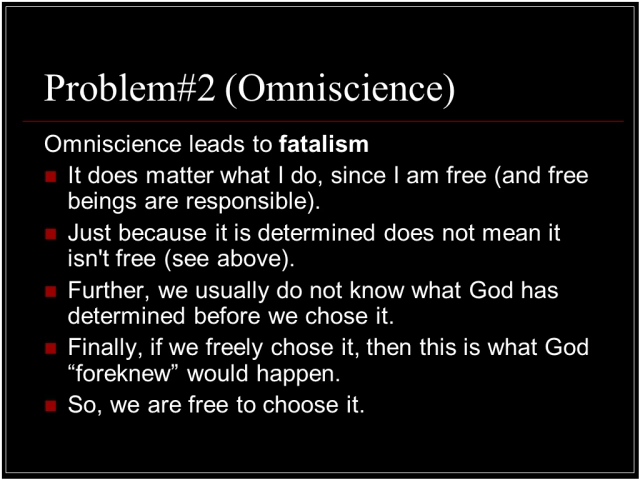 Problem#2 (Omniscience)
Omniscience leads to fatalism
It does matter what I do, since I am free (and free
beings are responsible).
Just because it is determined does not mean it
isn't free (see above).
Further, we usually do not know what God has
determined before we chose it.
Finally, if we freely chose it, then this is what God
“foreknew” would happen.
So, we are free to choose it.